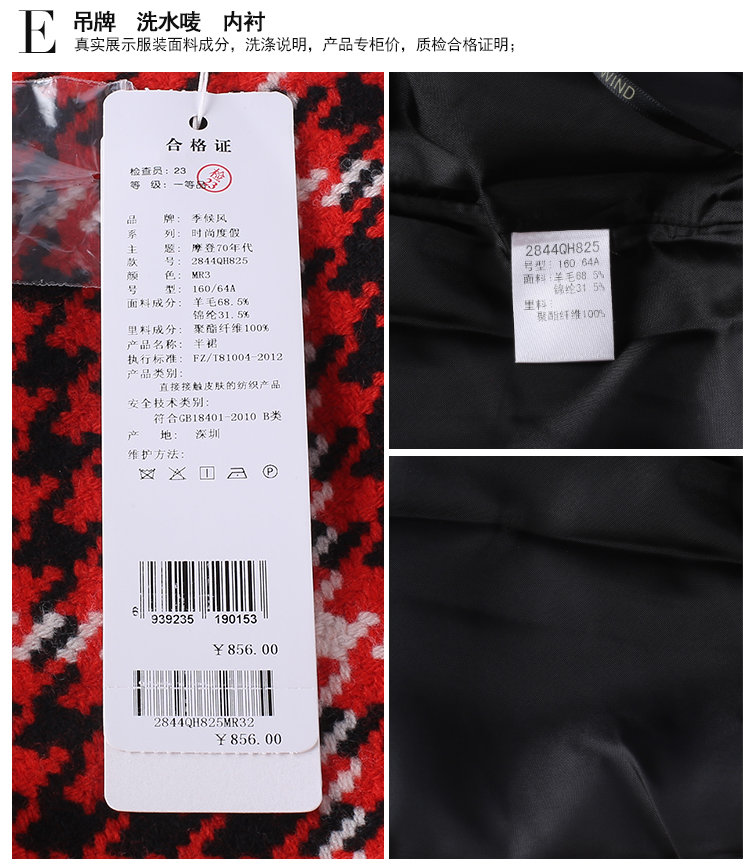 E
吊牌 洗水唛 内衬
真实展示服装面料成分，洗涤说明，产品专柜价，质检合格证明；
合格证
检查员：23
等 级：一等品
检
23
品 牌：季候风
系 列：时尚度假
主 题：摩登70年代
款 号：2844QH825
颜 色：MR3
号 型：160/64A
面料成分：羊毛68.5%
锦纶31.5%
里料成分：聚酯纤维100%
产品名称：半裙
执行标准：FZ/T81004-2012
产品类别：
直接接触皮肤的纺织产品
安全技术类别：
符合GB18401-2010 B类
产 地：深圳
维护方法：
P
6 939235 190153
￥856.00
2844QH825MR32
￥856.00
WIND
2844QH825
号型：160 64A
面料：羊毛68.5%
锦纶31.5%
里料：
聚酯纤维100%